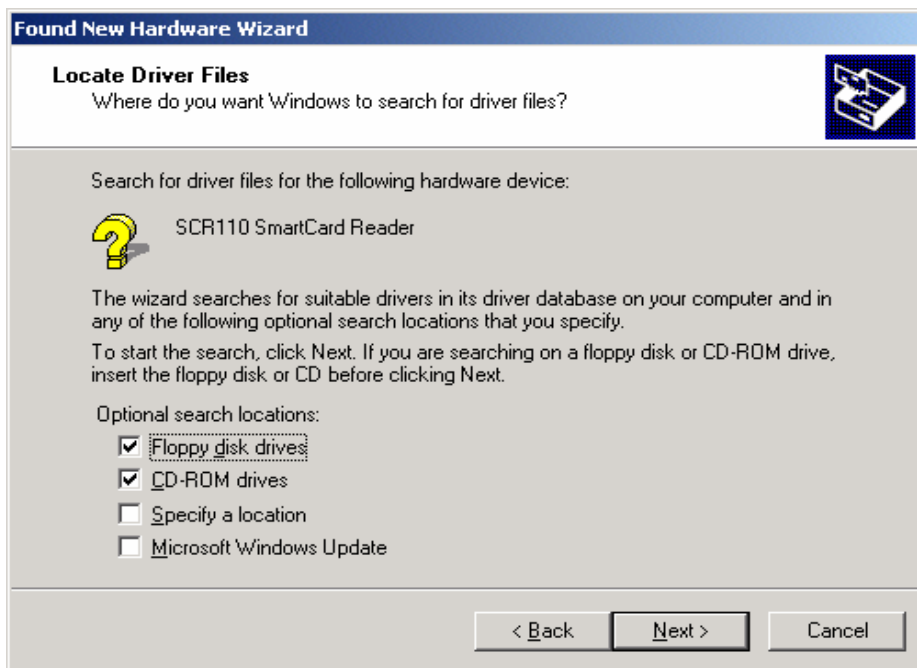 Found New Hardware Wizard
Locate Driver Files
Where do you want Windows to search for driver files?
Search for driver files for the following hardware device:
SCR110 SmartCard Reader
The wizard searches for suitable drivers in its driver database on your computer and in
any of the following optional search locations that you specify.
To start the search, click Next. If you are searching on a floppy disk or CD-ROM drive,
insert the floppy disk or CD before clicking Next.
Optional search locations:
Floppy disk drives
CD-ROM drives
Specify a location
Microsoft Windows Update
< Back Next > Cancel